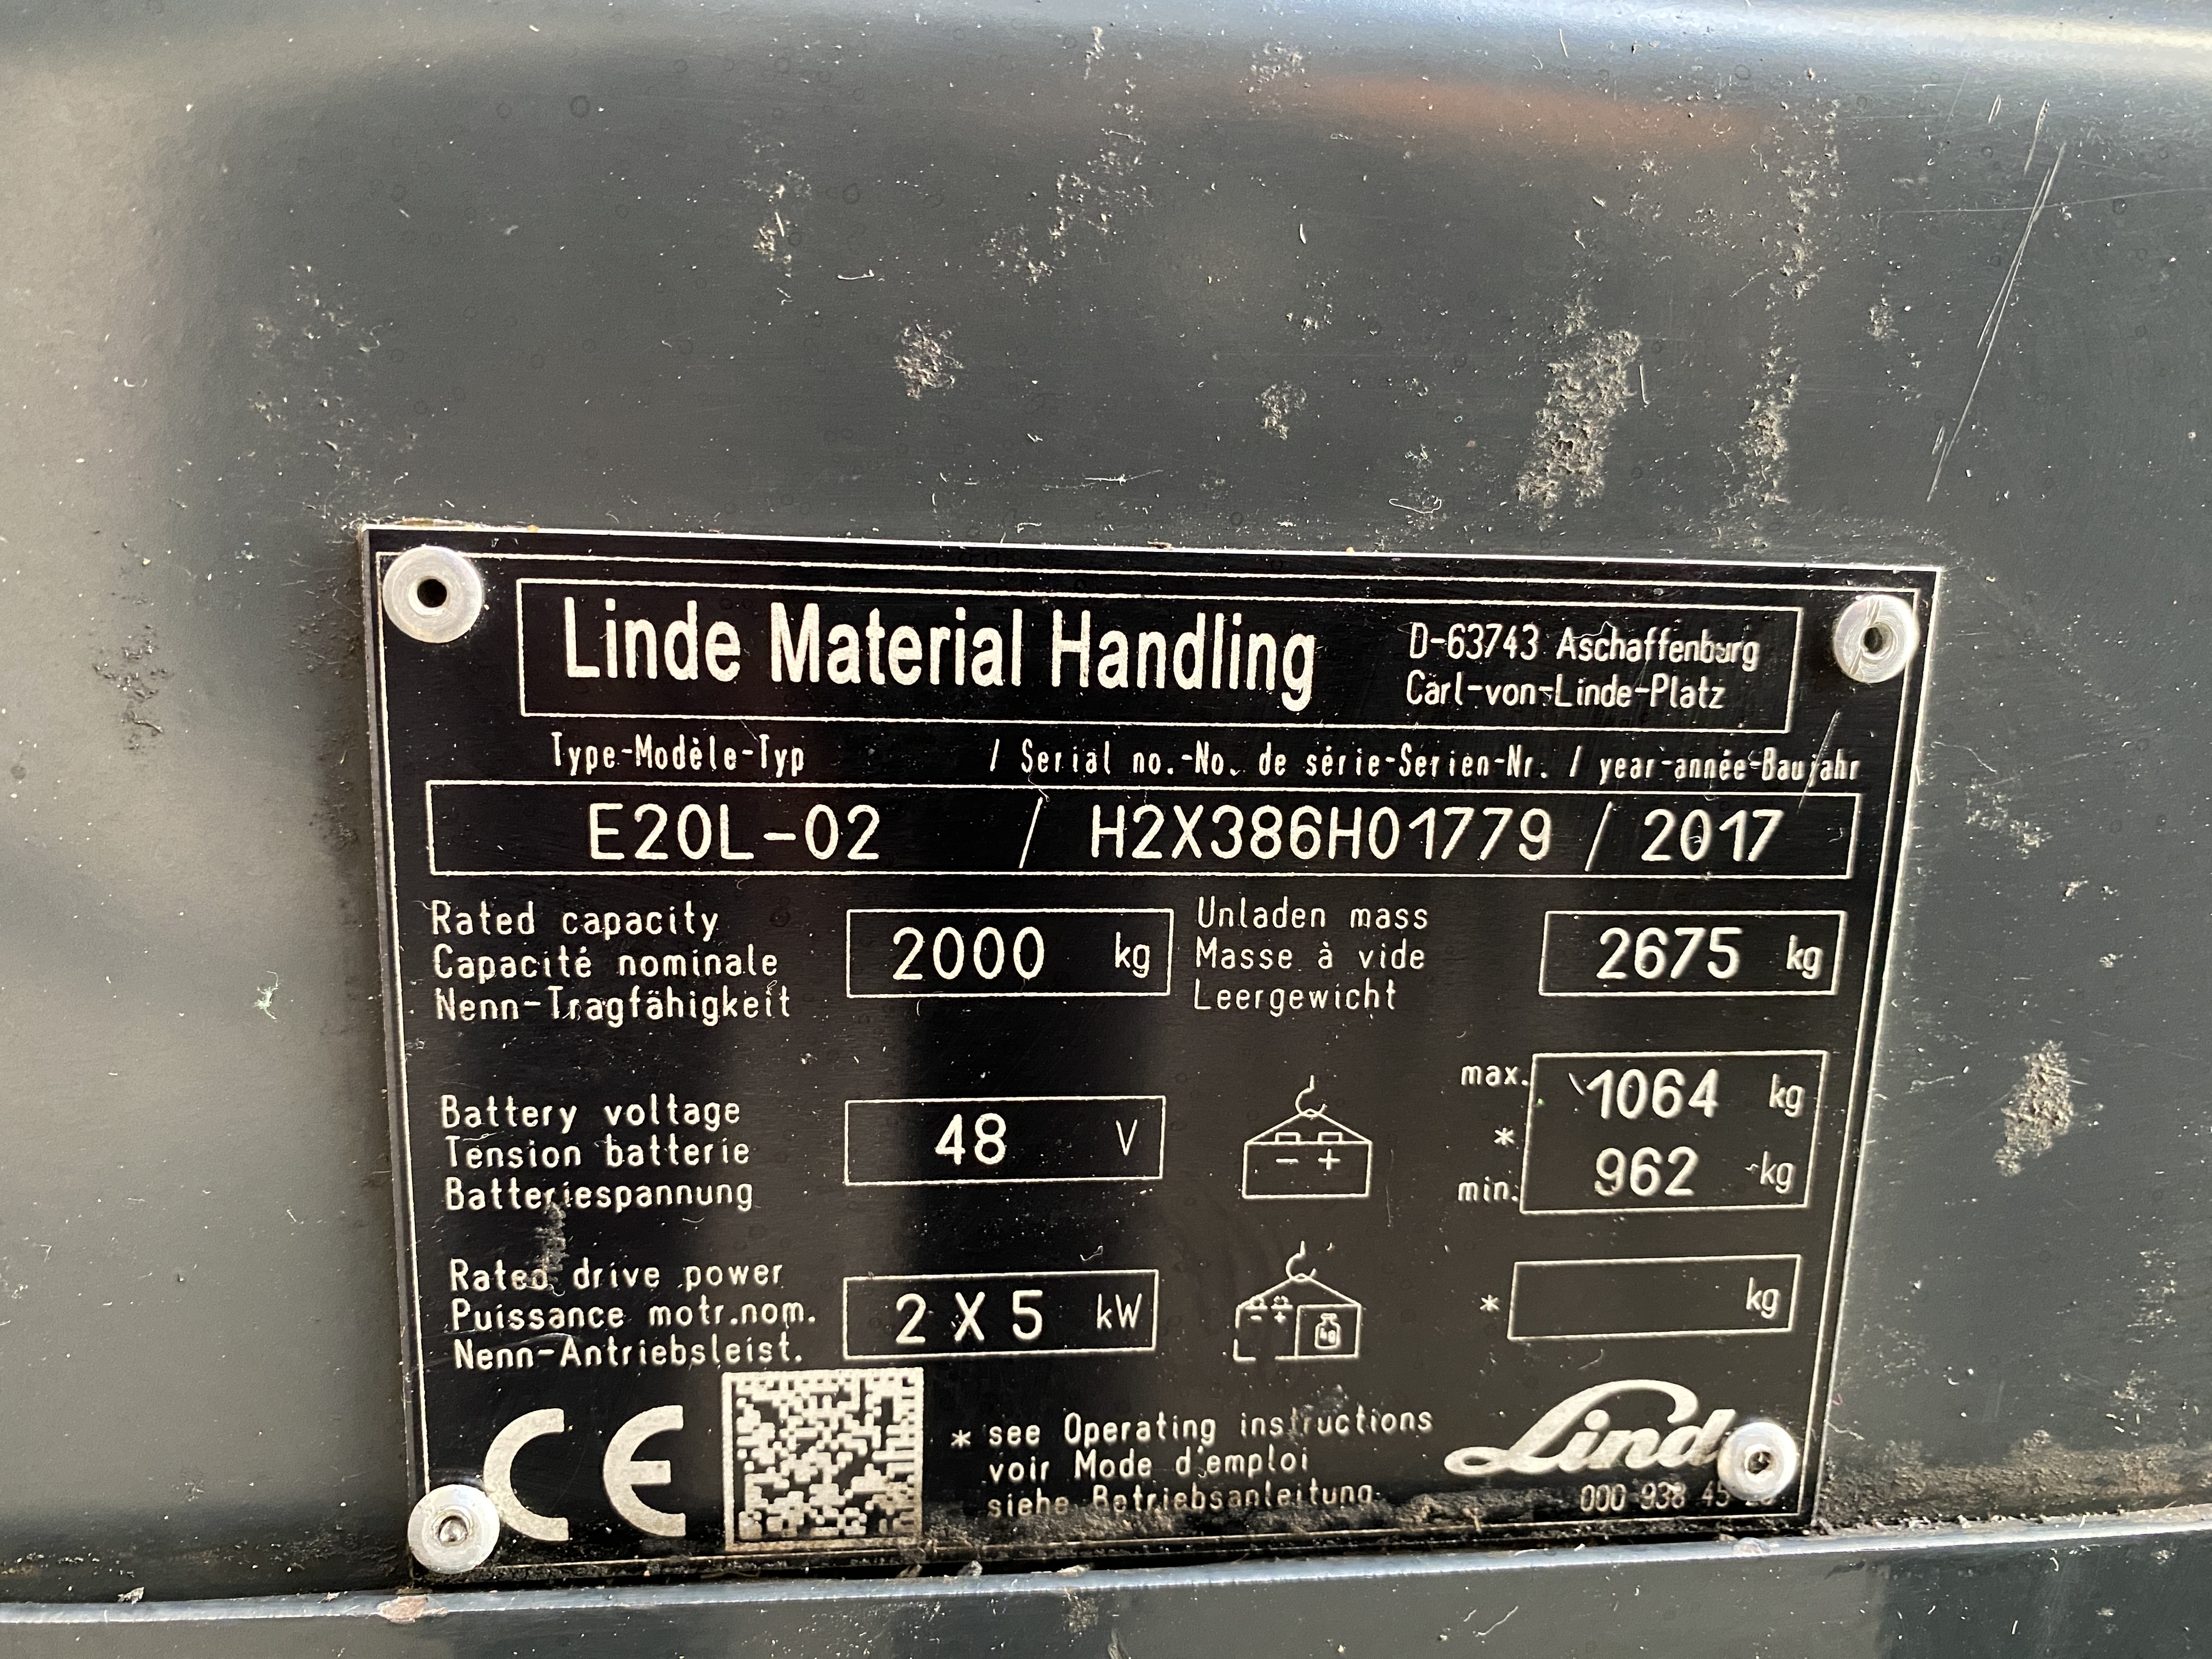 Linde Material Handling
D-63743 Aschaffenburg
Carl-von-Linde-Platz
Type-Modèle-Typ / Serial no.-No. de série-Serien-Nr. / year-année-Baujahr
E20L-02 / H2X386H01779 / 2017
Rated capacity
Capacité nominale
Nenn-Tragfähigkeit
2000 kg
Unladen mass
Masse à vide
Leergewicht
2675 kg
Battery voltage
Tension batterie
Batteriespannung
48 V
- +
max. 1064 kg
*
min. 962 kg
Rated drive power
Puissance motr.nom.
Nenn-Antriebsleist.
2 X 5 kW
- +
* kg
CE
* see Operating instructions
voir Mode d'emploi
siehe Betriebsanleitung
Linde
000 938 45